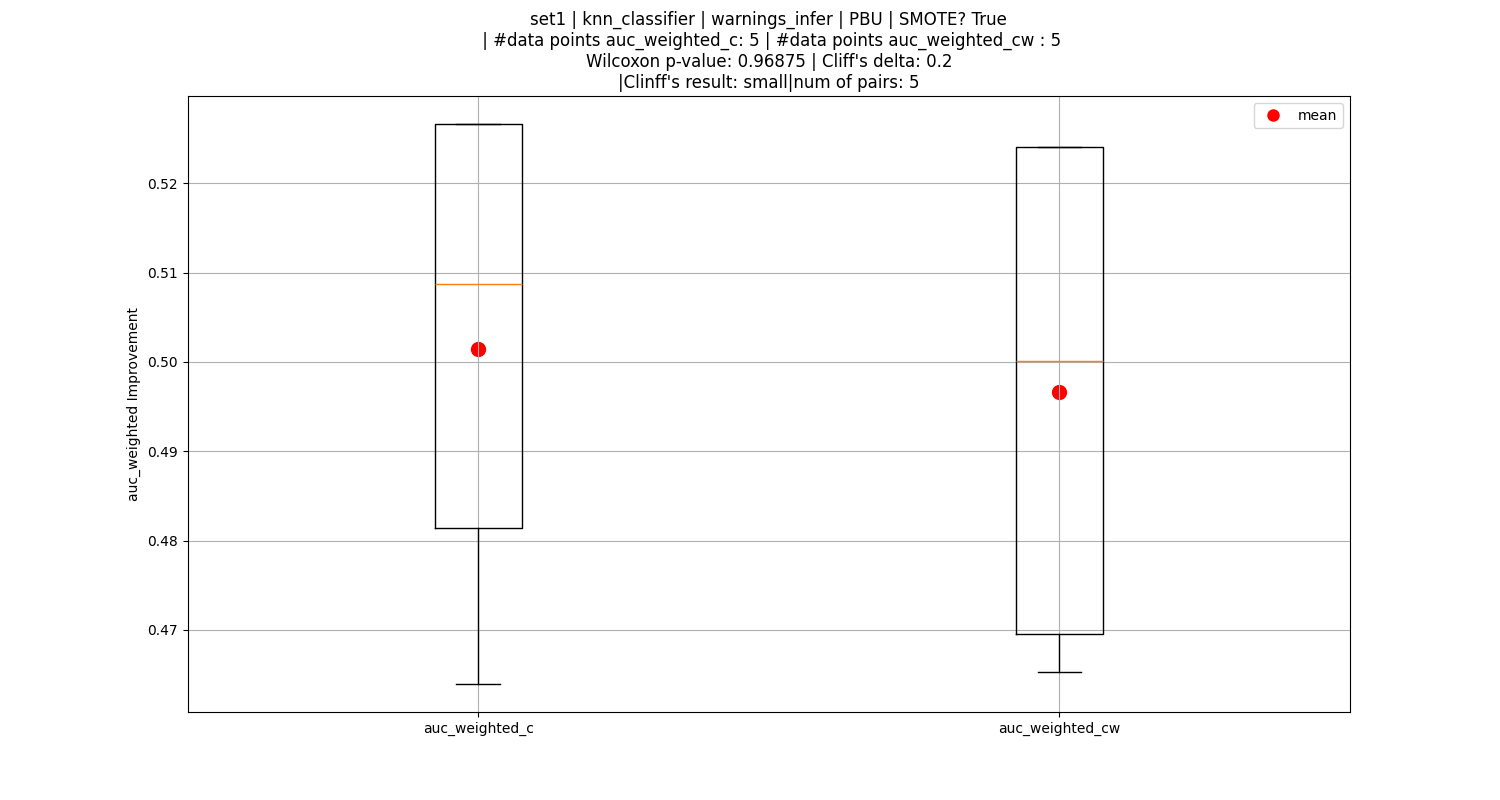 set1 | knn_classifier | warnings_infer | PBU | SMOTE? True
| #data points auc_weighted_c: 5 | #data points auc_weighted_cw : 5
Wilcoxon p-value: 0.96875 | Cliff's delta: 0.2
|Clinff's result: small|num of pairs: 5
mean
0.52
0.51
0.50
0.49
0.48
0.47
auc_weighted Improvement
auc_weighted_c
auc_weighted_cw